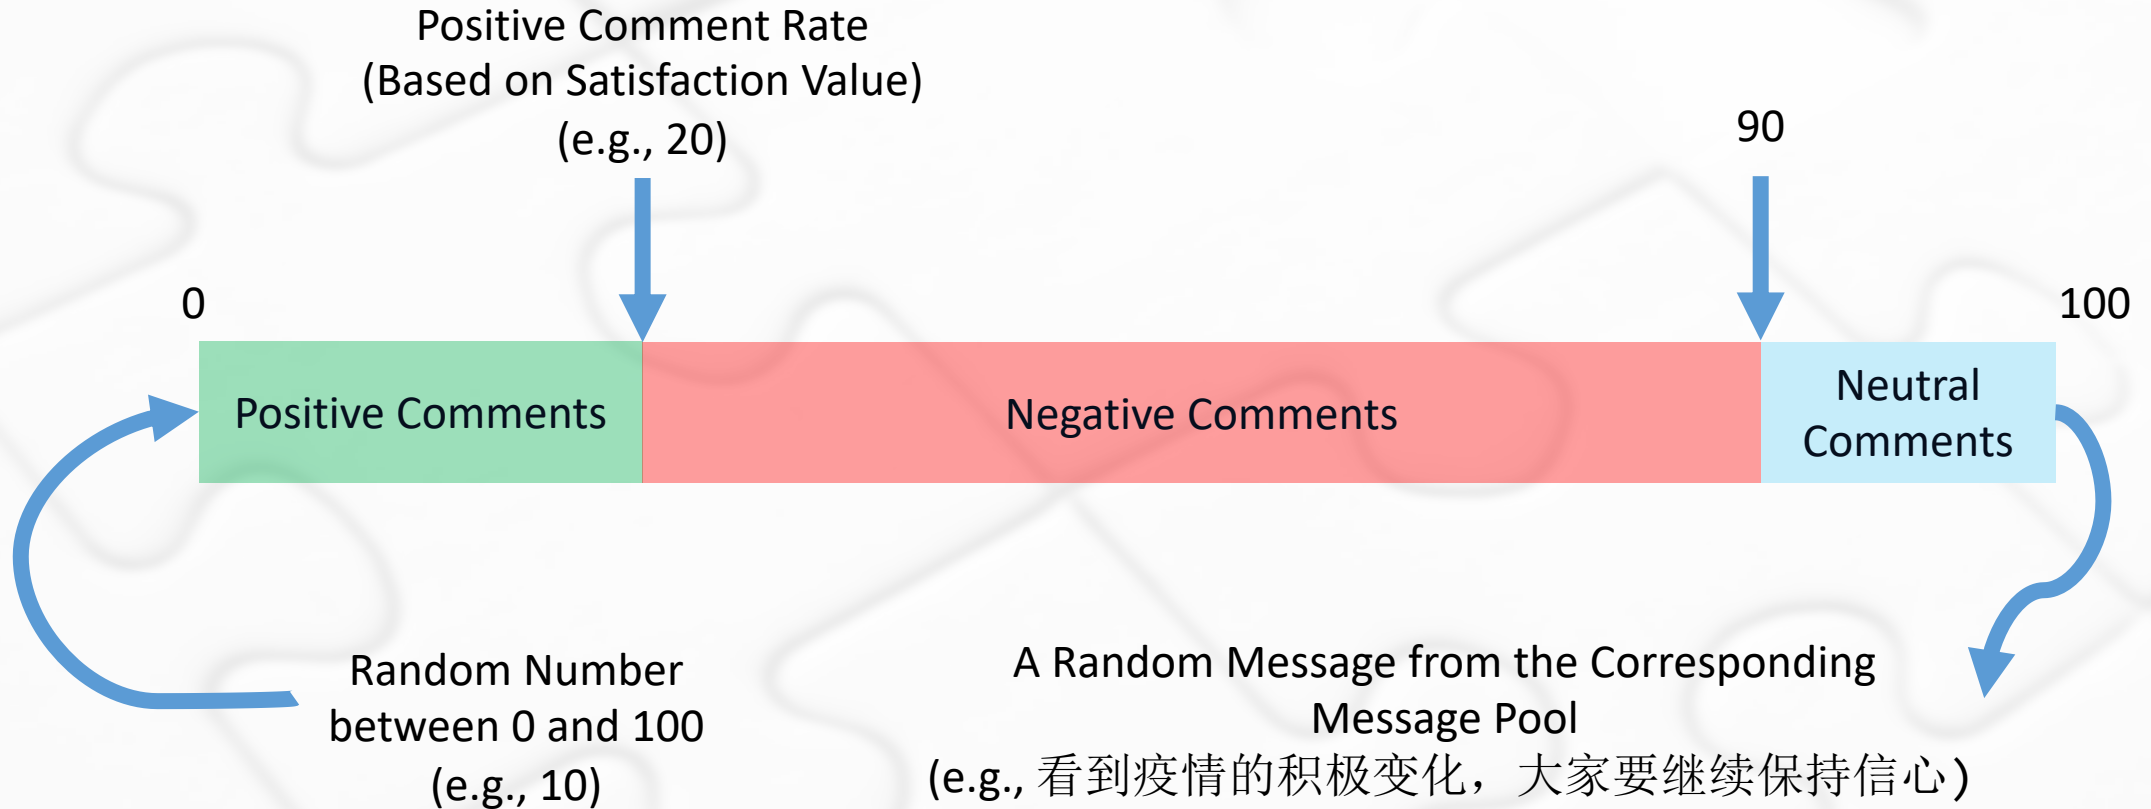 Positive Comment Rate
(Based on Satisfaction Value)
(e.g., 20)
90
0
100
Positive Comments
Negative Comments
Neutral
Comments
Random Number
between 0 and 100
(e.g., 10)
A Random Message from the Corresponding
Message Pool
(e.g., 看到疫情的积极变化，大家要继续保持信心)